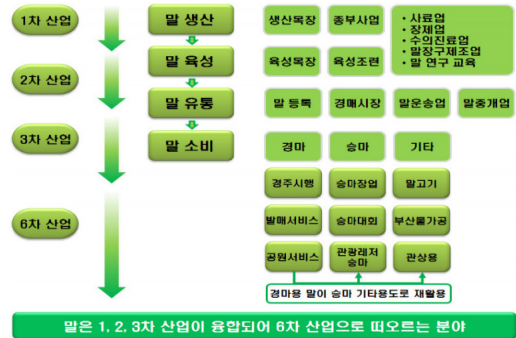 1차 산업
말 생산
생산목장
종부사업
• 사료업
• 장제업
• 수의진료업
• 말장구제조업
• 말 연구 교육
말 육성
육성목장
육성조련
2차 산업
말 유통
말 등록
경매시장
말운송업
말중개업
3차 산업
말 소비
경마
승마
기타
경주시행
승마장업
말고기
6차 산업
발매서비스
승마대회
부산물가공
공원서비스
관광레저
승마
관상용
경마용 말이 승마 기타용도로 재활용
말은 1, 2, 3차 산업이 융합되어 6차 산업으로 떠오르는 분야